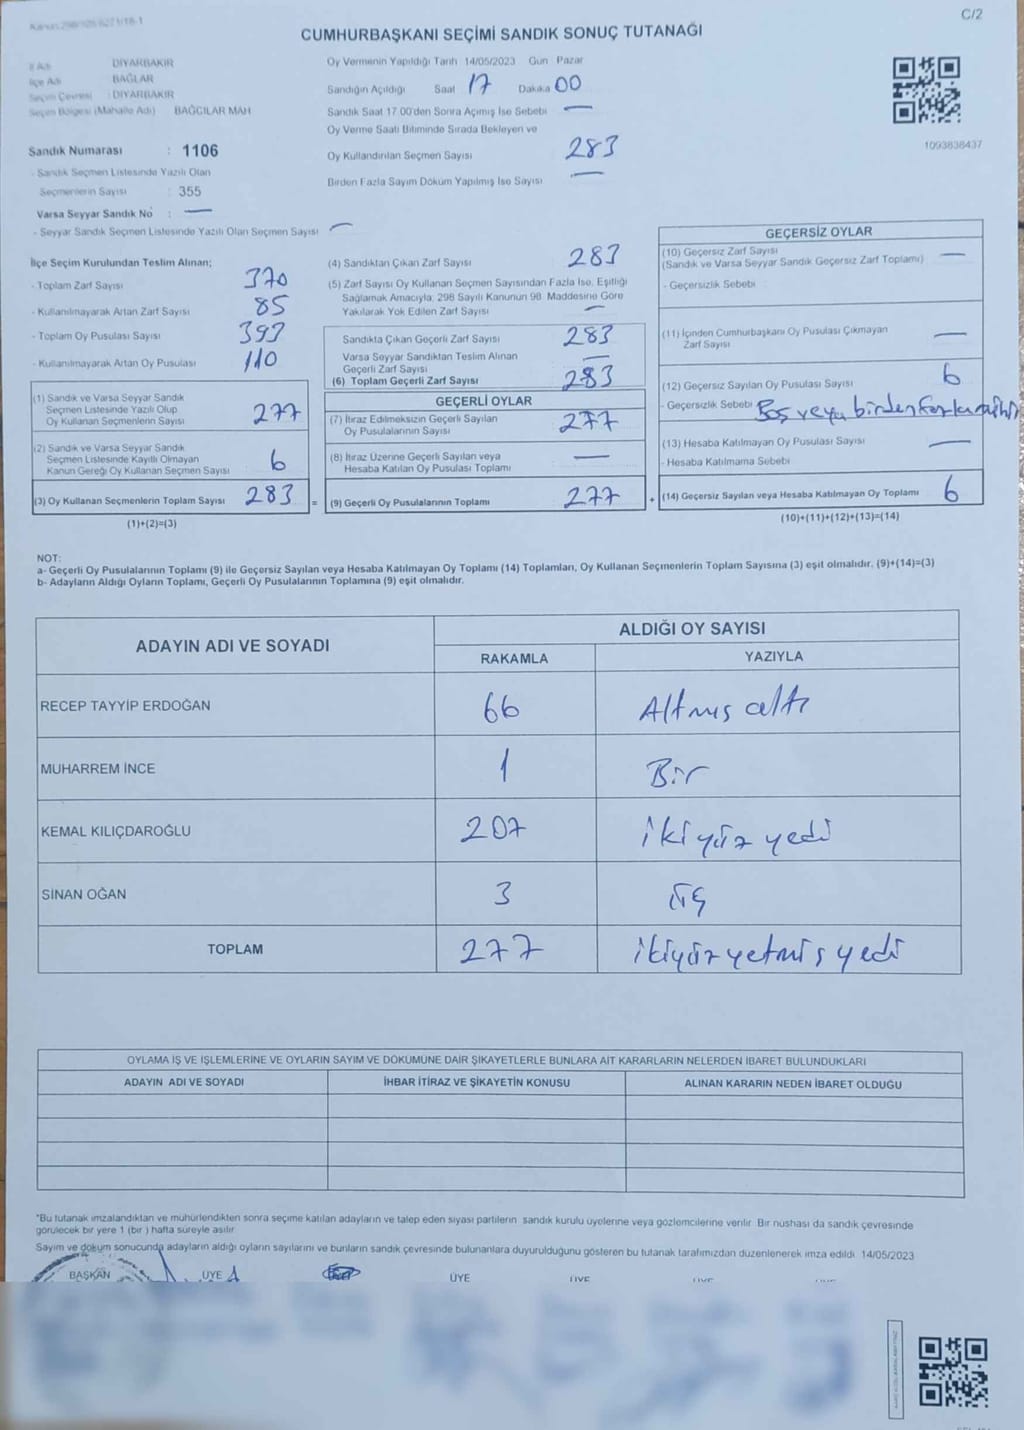 C/2
CUMHURBAŞKANI SEÇİMİ SANDIK SONUÇ TUTANAĞI
İl Adı DİYARBAKIR
İlçe Adı BAĞLAR
Seçim Çevresi : DİYARBAKIR
Seçim Bölgesi (Mahalle Adı) BAĞCILAR MAH
Sandık Numarası : 1106
- Sandık Seçmen Listesinde Yazılı Olan
Seçmenlerin Sayısı : 355
Varsa Seyyar Sandık No : —
- Seyyar Sandık Seçmen Listesinde Yazılı Olan Seçmen Sayısı —
Oy Vermenin Yapıldığı Tarih 14/05/2023 Gün Pazar
Sandığın Açıldığı Saat 17 Dakika 00
Sandık Saat 17.00'den Sonra Açılmış İse Sebebi —
Oy Verme Saati Bitiminde Sırada Bekleyen ve
Oy Kullandırılan Seçmen Sayısı 283
Birden Fazla Sayım Döküm Yapılmış İse Sayısı —
1093838437
İlçe Seçim Kurulundan Teslim Alınan;
- Toplam Zarf Sayısı 370
- Kullanılmayarak Artan Zarf Sayısı 85
- Toplam Oy Pusulası Sayısı 393
- Kullanılmayarak Artan Oy Pusulası 110
(1) Sandık ve Varsa Seyyar Sandık
Seçmen Listesinde Yazılı Olup
Oy Kullanan Seçmenlerin Sayısı 277
(2) Sandık ve Varsa Seyyar Sandık
Seçmen Listesinde Kayıtlı Olmayan
Kanun Gereği Oy Kullanan Seçmen Sayısı 6
(3) Oy Kullanan Seçmenlerin Toplam Sayısı 283 =
(1)+(2)=(3)
(4) Sandıktan Çıkan Zarf Sayısı 283
(5) Zarf Sayısı Oy Kullanan Seçmen Sayısından Fazla İse, Eşitliği
Sağlamak Amacıyla, 298 Sayılı Kanunun 98. Maddesine Göre
Yakılarak Yok Edilen Zarf Sayısı —
Sandıkta Çıkan Geçerli Zarf Sayısı 283
Varsa Seyyar Sandıktan Teslim Alınan
Geçerli Zarf Sayısı —
(6) Toplam Geçerli Zarf Sayısı 283
GEÇERLİ OYLAR
(7) İtiraz Edilmeksizin Geçerli Sayılan
Oy Pusulalarının Sayısı 277
(8) İtiraz Üzerine Geçerli Sayılan veya
Hesaba Katılan Oy Pusulası Toplamı —
(9) Geçerli Oy Pusulalarının Toplamı 277 +
GEÇERSİZ OYLAR
(10) Geçersiz Zarf Sayısı
(Sandık ve Varsa Seyyar Sandık Geçersiz Zarf Toplamı) —
- Geçersizlik Sebebi
(11) İçinden Cumhurbaşkanı Oy Pusulası Çıkmayan
Zarf Sayısı —
(12) Geçersiz Sayılan Oy Pusulası Sayısı 6
- Geçersizlik Sebebi Boş veya birden fazla
(13) Hesaba Katılmayan Oy Pusulası Sayısı —
- Hesaba Katılmama Sebebi
(14) Geçersiz Sayılan veya Hesaba Katılmayan Oy Toplamı 6
(10)+(11)+(12)+(13)=(14)
NOT:
a- Geçerli Oy Pusulalarının Toplamı (9) ile Geçersiz Sayılan veya Hesaba Katılmayan Oy Toplamı (14) Toplamları, Oy Kullanan Seçmenlerin Toplam Sayısına (3) eşit olmalıdır. (9)+(14)=(3)
b- Adayların Aldığı Oyların Toplamı, Geçerli Oy Pusulalarının Toplamına (9) eşit olmalıdır.
ADAYIN ADI VE SOYADI ALDIĞI OY SAYISI
RAKAMLA YAZIYLA
RECEP TAYYİP ERDOĞAN 66 Altmış altı
MUHARREM İNCE 1 Bir
KEMAL KILIÇDAROĞLU 207 ikiyüz yedi
SİNAN OĞAN 3 üç
TOPLAM 277 ikiyüz yetmiş yedi
OYLAMA İŞ VE İŞLEMLERİNE VE OYLARIN SAYIM VE DÖKÜMÜNE DAİR ŞİKAYETLERLE BUNLARA AİT KARARLARIN NELERDEN İBARET BULUNDUKLARI
ADAYIN ADI VE SOYADI İHBAR İTİRAZ VE ŞİKAYETİN KONUSU ALINAN KARARIN NEDEN İBARET OLDUĞU
*Bu tutanak imzalandıktan ve mühürlendikten sonra seçime katılan adayların ve talep eden siyasi partilerin sandık kurulu üyelerine veya gözlemcilerine verilir. Bir nüshası da sandık çevresinde
görülecek bir yere 1 (bir) hafta süreyle asılır.
Sayım ve döküm sonucunda adayların aldığı oyların sayılarını ve bunların sandık çevresinde bulunanlara duyurulduğunu gösteren bu tutanak tarafımızdan düzenlenerek imza edildi. 14/05/2023
BAŞKAN ÜYE ÜYE